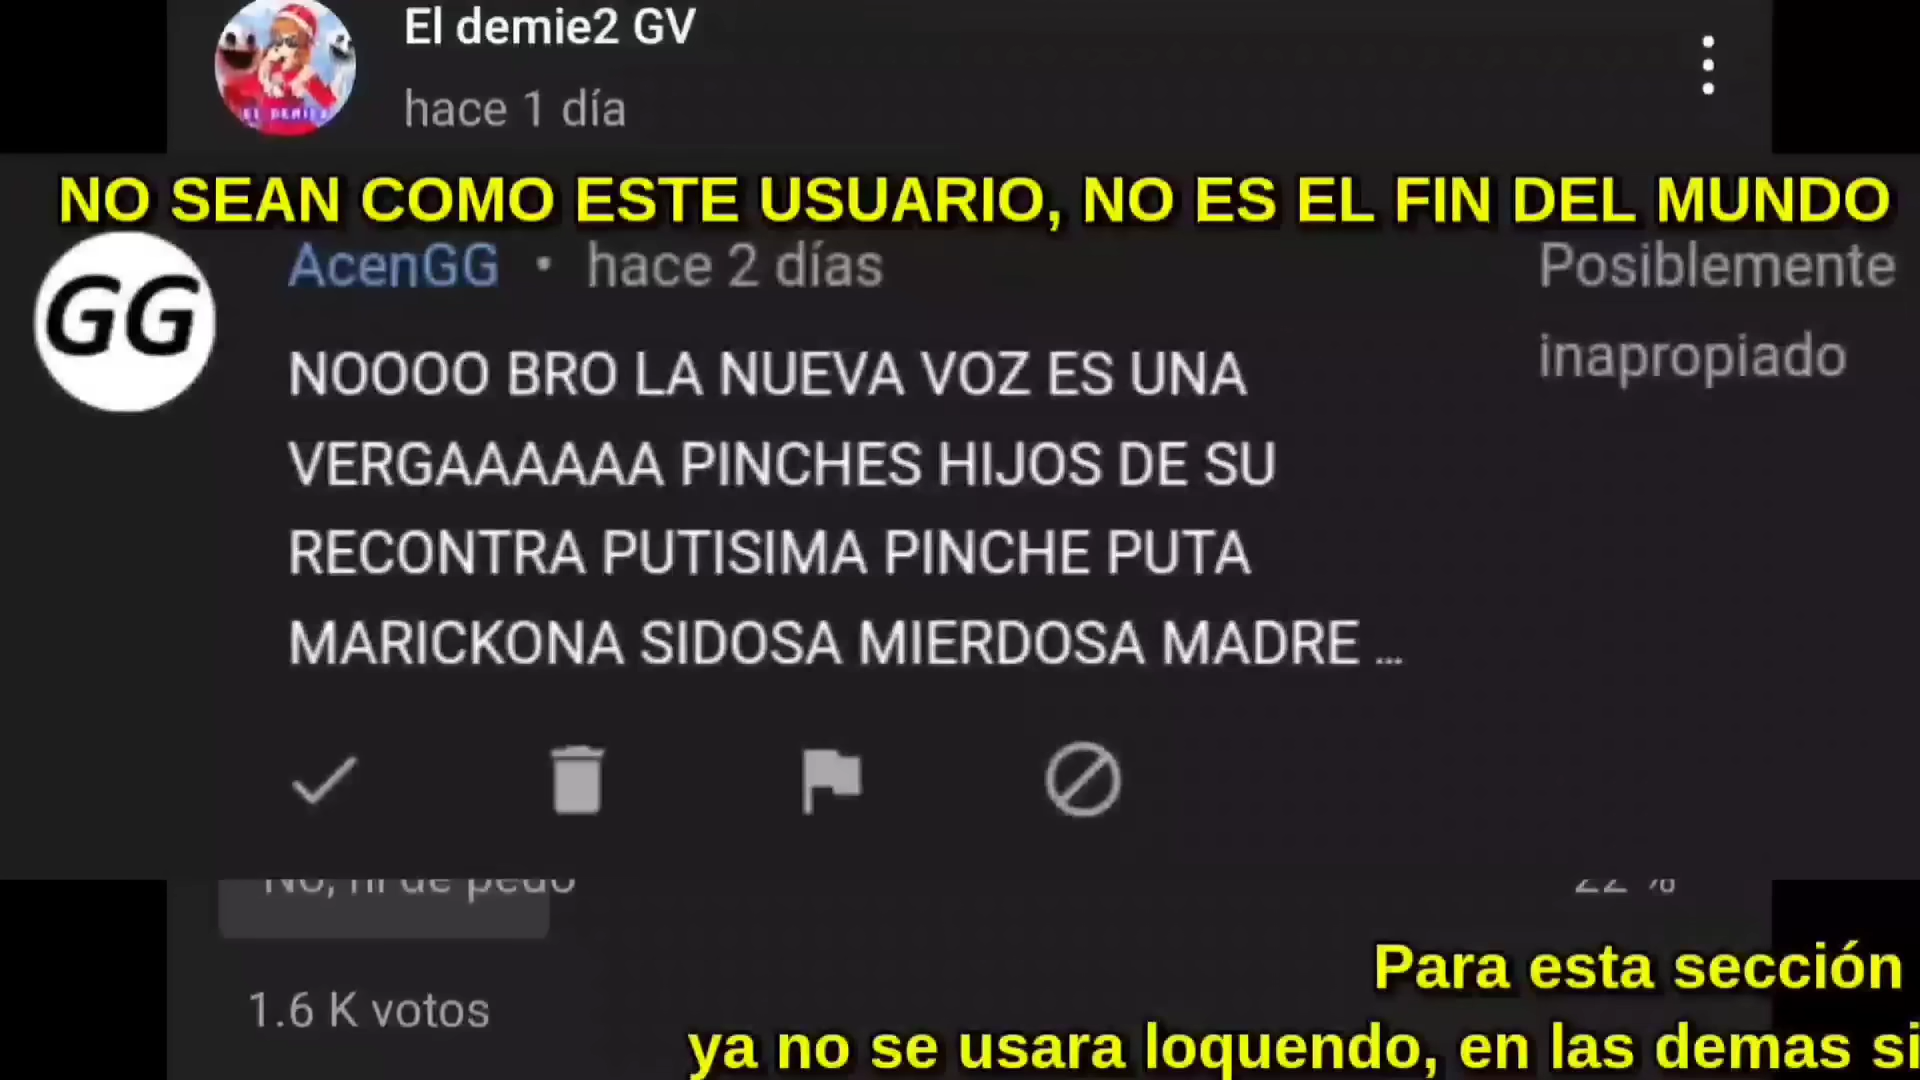 El demie2 GV
hace 1 día
NO SEAN COMO ESTE USUARIO, NO ES EL FIN DEL MUNDO
AcenGG • hace 2 días
Posiblemente
inapropiado
GG
NOOOO BRO LA NUEVA VOZ ES UNA
VERGAAAAAA PINCHES HIJOS DE SU
RECONTRA PUTISIMA PINCHE PUTA
MARICKONA SIDOSA MIERDOSA MADRE ...
No, ni de pedo
22 %
1.6 K votos
Para esta sección
ya no se usara loquendo, en las demas si